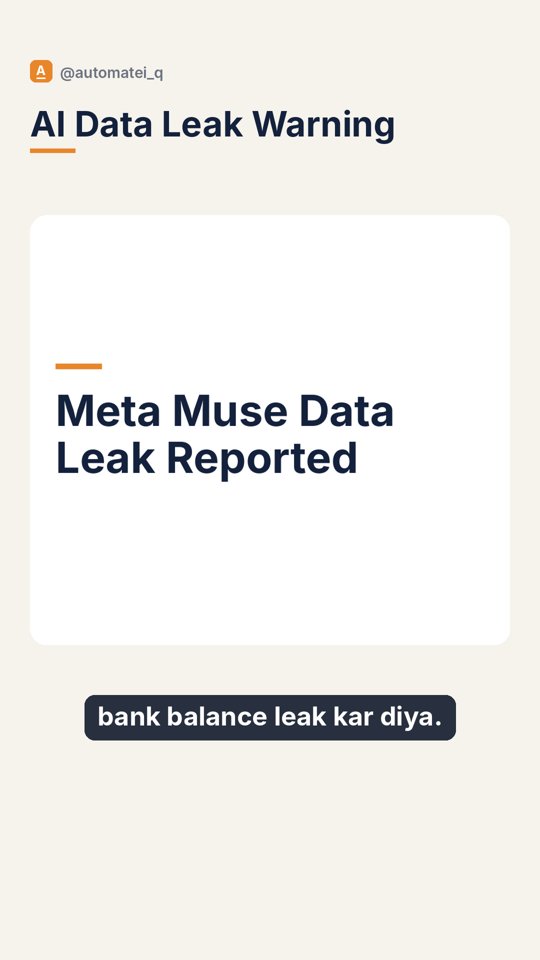 A
@automatei_q
AI Data Leak Warning
Meta Muse Data
Leak Reported
bank balance leak kar diya.